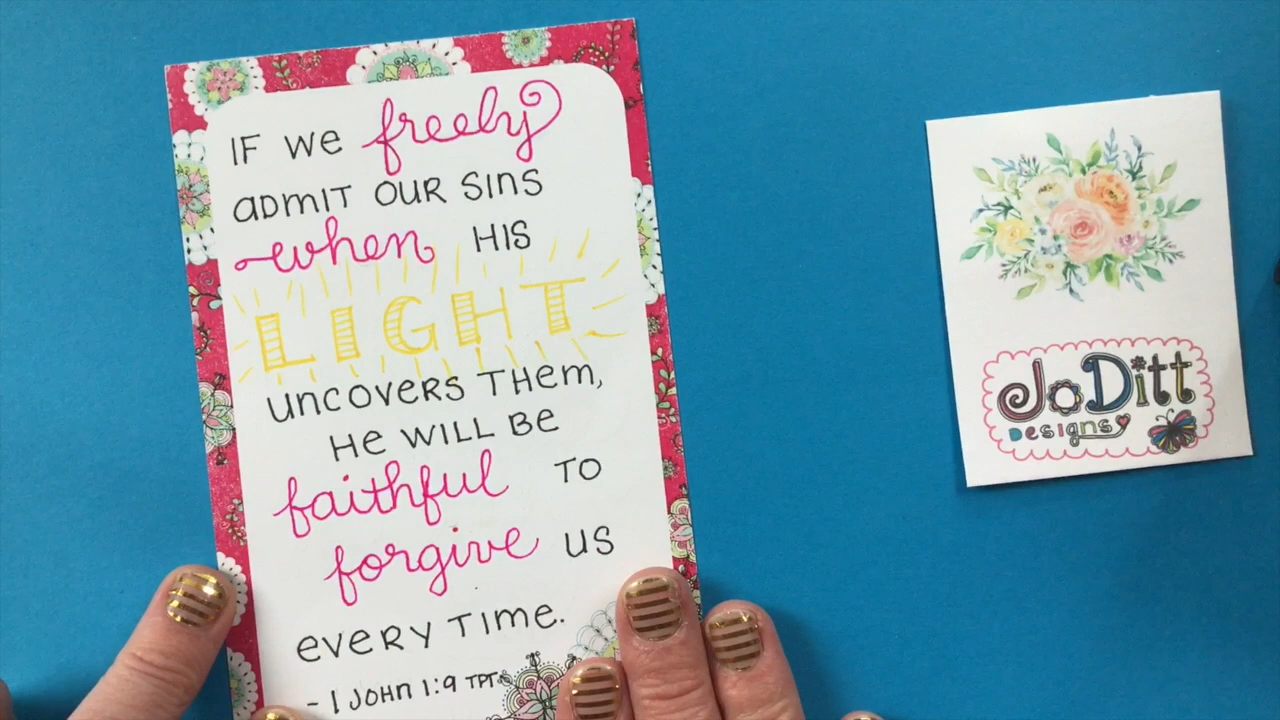 IF we freely
admit our sins
when His
LIGHT
uncovers them,
He will be
faithful to
forgive us
every time.
- 1 John 1:9 TPT
JoDitt
Designs